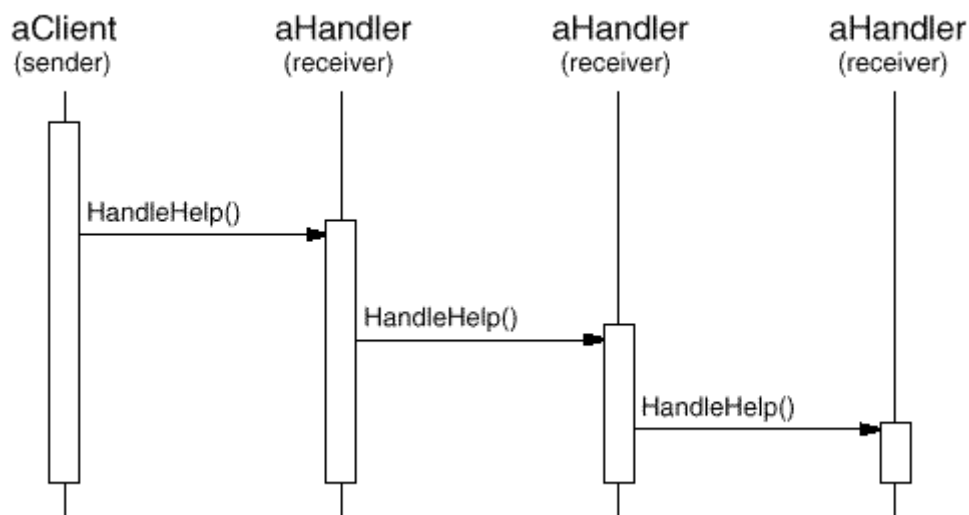 aClient
(sender)
aHandler
(receiver)
aHandler
(receiver)
aHandler
(receiver)
HandleHelp()
HandleHelp()
HandleHelp()